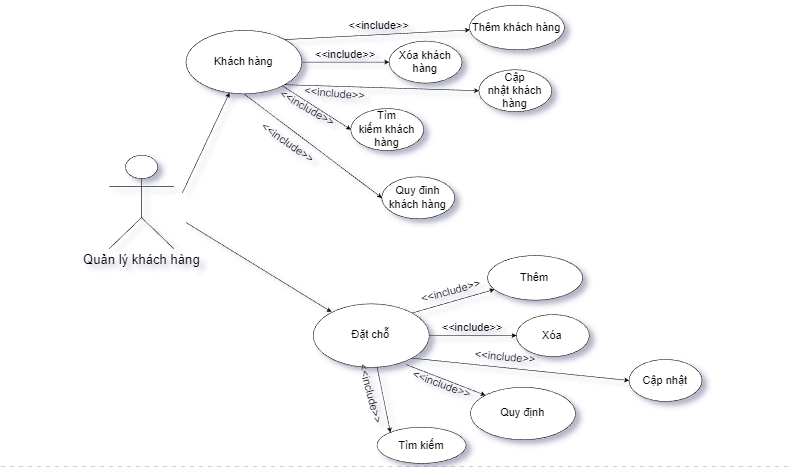 <<include>>
Thêm khách hàng
Khách hàng
<<include>>
Xóa khách
hàng
<<include>>
Cập
nhật khách
hàng
<<include>>
Tìm
kiếm khách
hàng
<<include>>
Quy đinh
khách hàng
Quản lý khách hàng
Thêm
<<include>>
Đặt chỗ
<<include>>
Xóa
<<include>>
Cập nhật
<<include>>
Quy định
<<include>>
Tìm kiếm